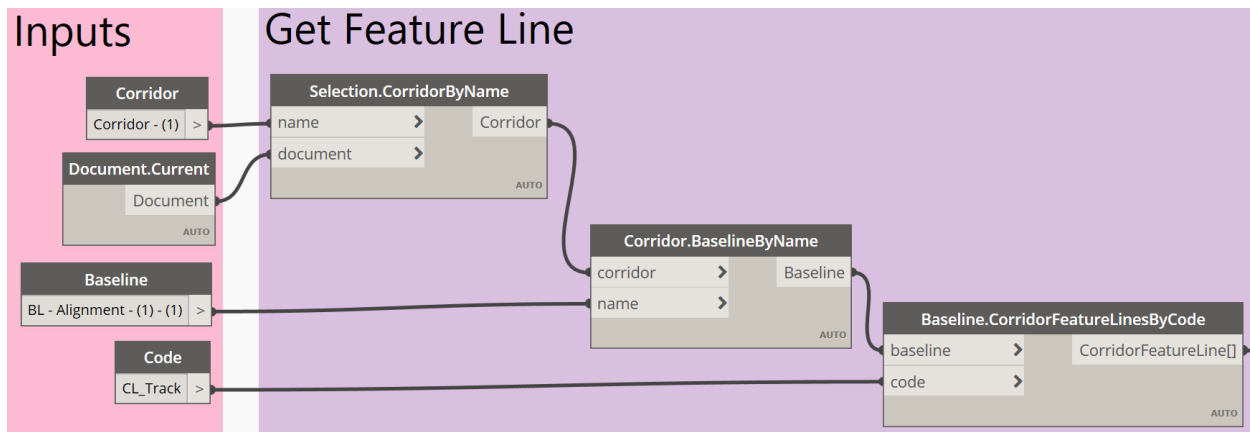 Inputs
Get Feature Line
Corridor
Corridor - (1) >
Selection.CorridorByName
name > Corridor
document >
AUTO
Document.Current
Document
AUTO
Corridor.BaselineByName
corridor > Baseline
name >
AUTO
Baseline
BL - Alignment - (1) - (1) >
Baseline.CorridorFeatureLinesByCode
baseline > CorridorFeatureLine[]
code >
AUTO
Code
CL_Track >